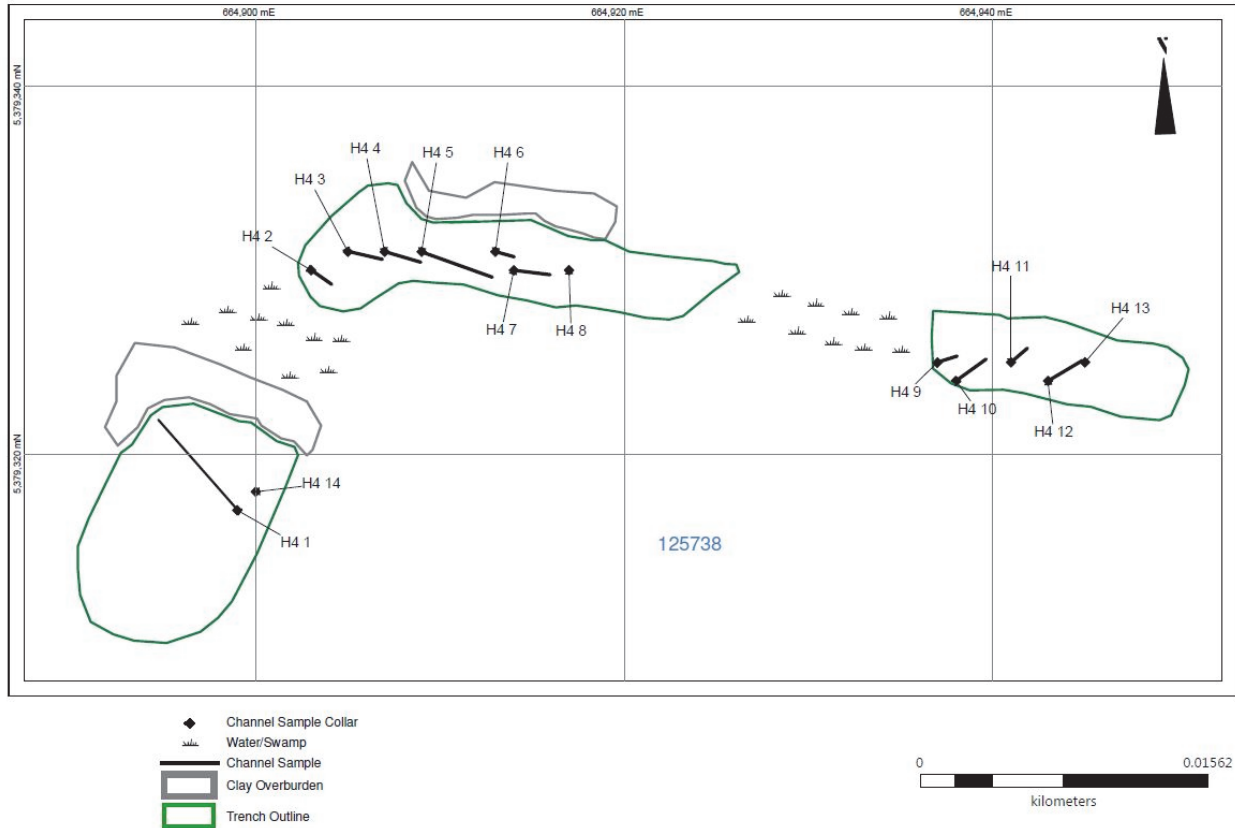 664,900 mE
664,920 mE
664,940 mE
5,379,340 mN
H4 4
H4 5
H4 6
H4 3
H4 2
H4 11
H4 13
H4 7
H4 8
H4 9
H4 10
H4 12
5,379,320 mN
H4 14
H4 1
125738
Channel Sample Collar
Water/Swamp
Channel Sample
Clay Overburden
Trench Outline
0
0.01562
kilometers